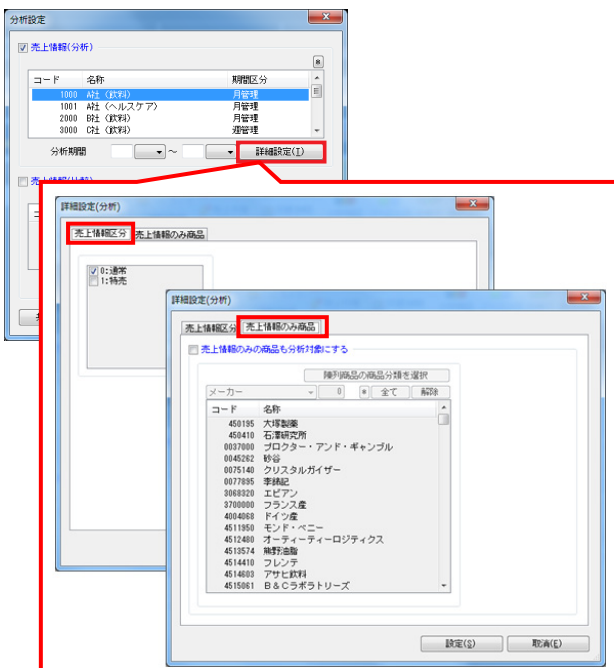 分析設定
売上情報(分析)
*
コード 名称 期間区分
1000 A社 (飲料) 月管理
1001 A社 (ヘルスケア) 月管理
2000 B社 (飲料) 月管理
3000 C社 (飲料) 週管理
分析期間 ～ 詳細設定(I)
詳細設定(分析)
売上情報区分 売上情報のみ商品
0:通常
1:特売
詳細設定(分析)
売上情報区分 売上情報のみ商品
売上情報のみの商品も分析対象にする
陳列商品の商品分類を選択
メーカー 0 * 全て 解除
コード 名称
450195 大塚製薬
450410 石澤研究所
0037000 プロクター・アンド・ギャンブル
0045262 砂谷
0075140 クリスタルガイザー
0077895 李錦記
3068320 エビアン
3700000 フランス産
4004068 ドイツ産
4511950 モンド・ペニー
4512480 オーティーティーロジティクス
4513574 熊野油脂
4514410 フレンテ
4514603 アサヒ飲料
4515061 B&Cラボラトリーズ
設定(S) 取消(E)